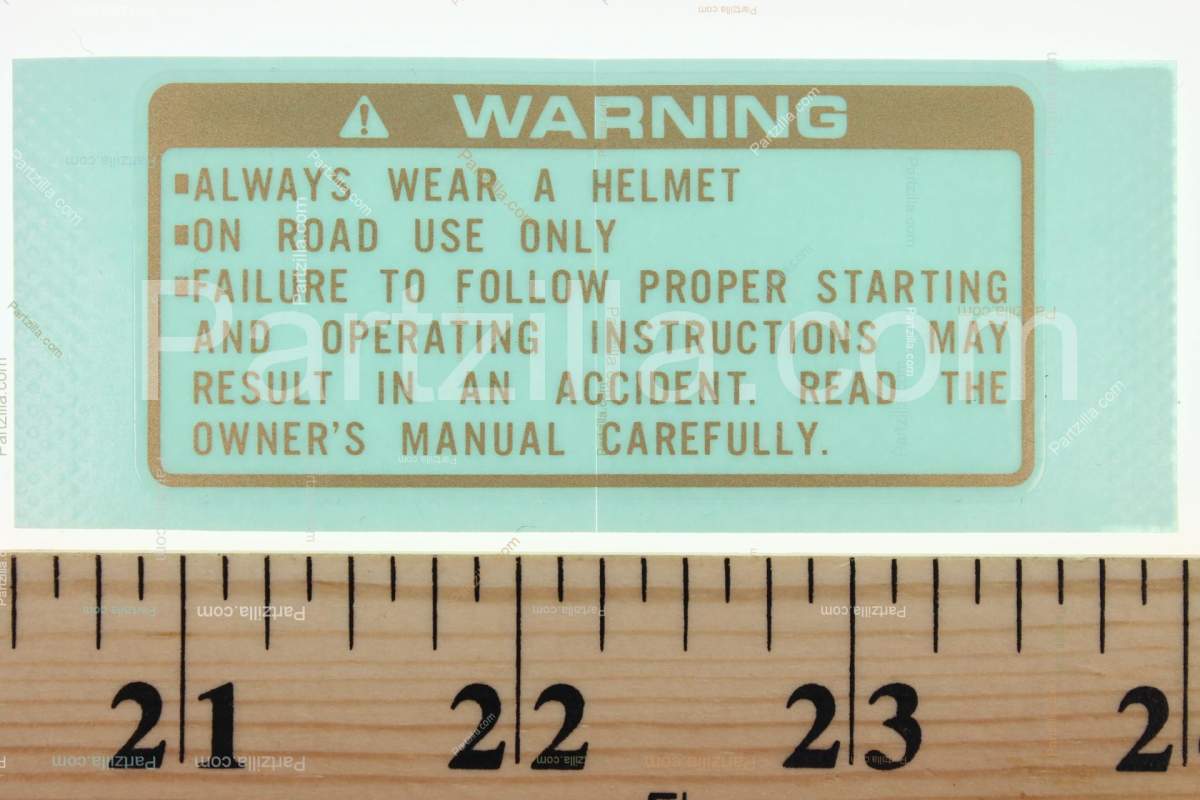 WARNING
▪ALWAYS WEAR A HELMET
▪ON ROAD USE ONLY
▪FAILURE TO FOLLOW PROPER STARTING
AND OPERATING INSTRUCTIONS MAY
RESULT IN AN ACCIDENT. READ THE
OWNER'S MANUAL CAREFULLY.
Partzilla.com
21 22 23 2